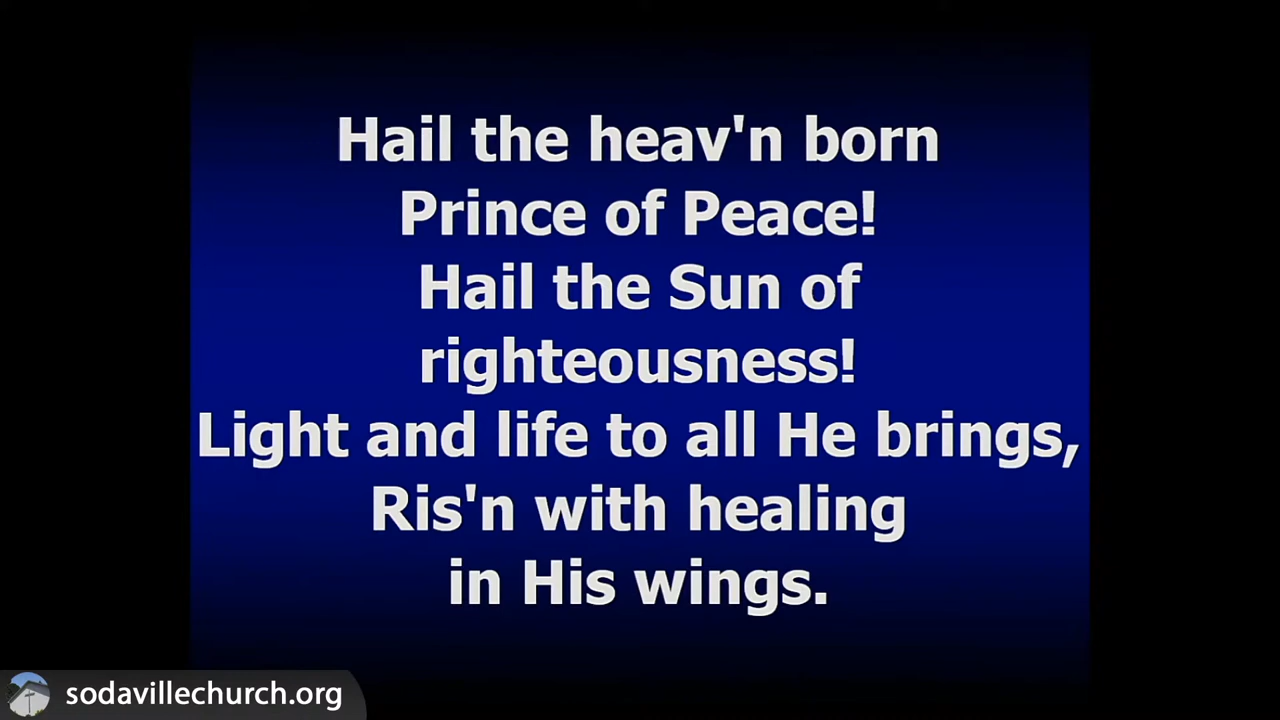 Hail the heav'n born
Prince of Peace!
Hail the Sun of
righteousness!
Light and life to all He brings,
Ris'n with healing
in His wings.
sodavillechurch.org